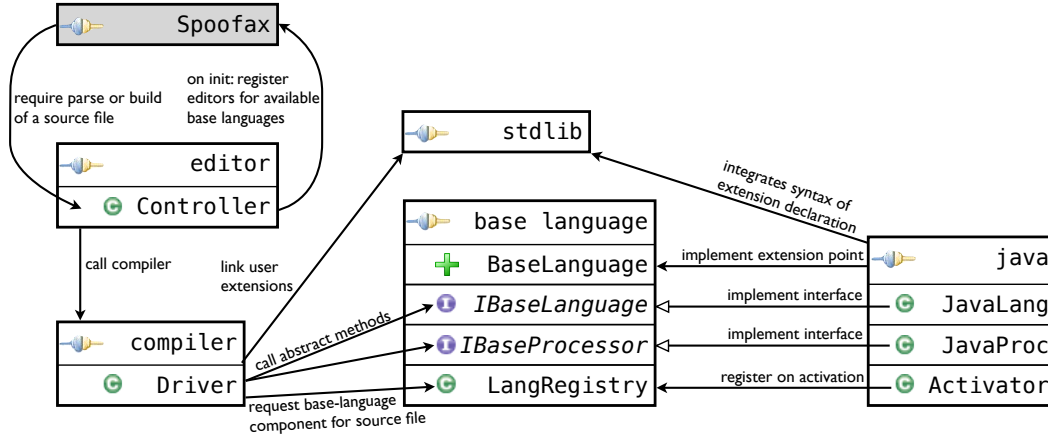 Spoofax
require parse or build
of a source file
on init: register
editors for available
base languages
editor
C Controller
call compiler
link user
extensions
compiler
C Driver
call abstract methods
request base-language
component for source file
stdlib
base language
BaseLanguage
I IBaseLanguage
I IBaseProcessor
C LangRegistry
integrates syntax of
extension declaration
implement extension point
implement interface
implement interface
register on activation
java
C JavaLang
C JavaProc
C Activator